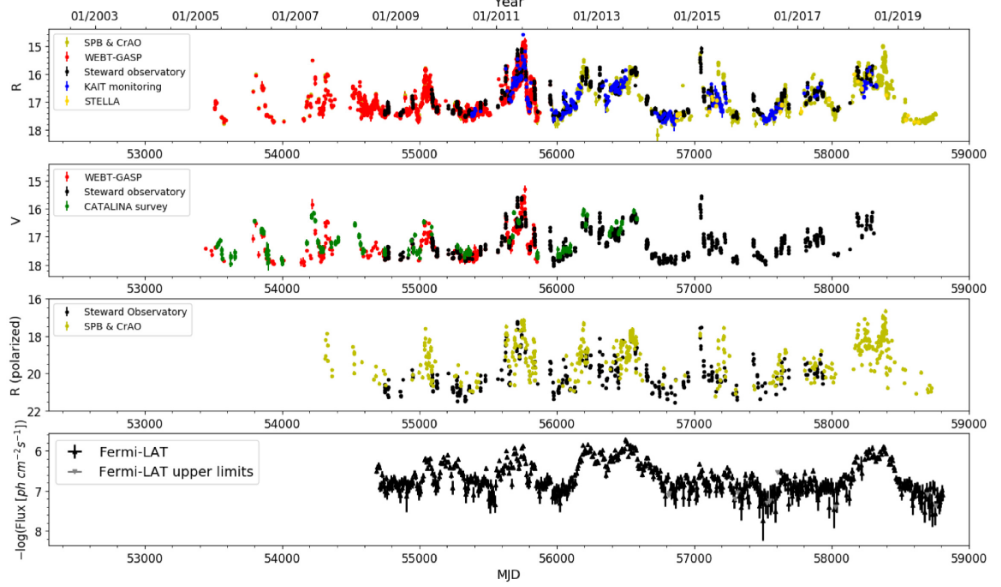 Year
01/2003 01/2005 01/2007 01/2009 01/2011 01/2013 01/2015 01/2017 01/2019
R
15
16
17
18
SPB & CrAO
WEBT-GASP
Steward observatory
KAIT monitoring
STELLA
53000 54000 55000 56000 57000 58000 59000
V
15
16
17
18
WEBT-GASP
Steward observatory
CATALINA survey
53000 54000 55000 56000 57000 58000 59000
R (polarized)
16
18
20
22
Steward Observatory
SPB & CrAO
53000 54000 55000 56000 57000 58000 59000
−log(Flux [ph cm⁻²s⁻¹]
6
7
8
Fermi-LAT
Fermi-LAT upper limits
53000 54000 55000 56000 57000 58000 59000
MJD